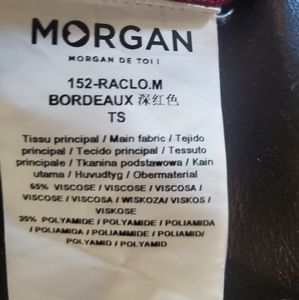 MORGAN
MORGAN DE TOI !
152-RACLO.M
BORDEAUX 深红色
TS
Tissu principal / Main fabric / Tejido
principal / Tecido principal / Tessuto
principale / Tkanina podstawowa / Kain
utama / Huvudtyg / Obermaterial
65% VISCOSE / VISCOSE / VISCOSA /
VISCOSE / VISCOSA / WISKOZA/ VISKOS /
VISKOSE
35% POLYAMIDE / POLYAMIDE / POLIAMIDA
/ POLIAMIDA / POLIAMMIDE / POLIAMID/
POLYAMID / POLYAMID